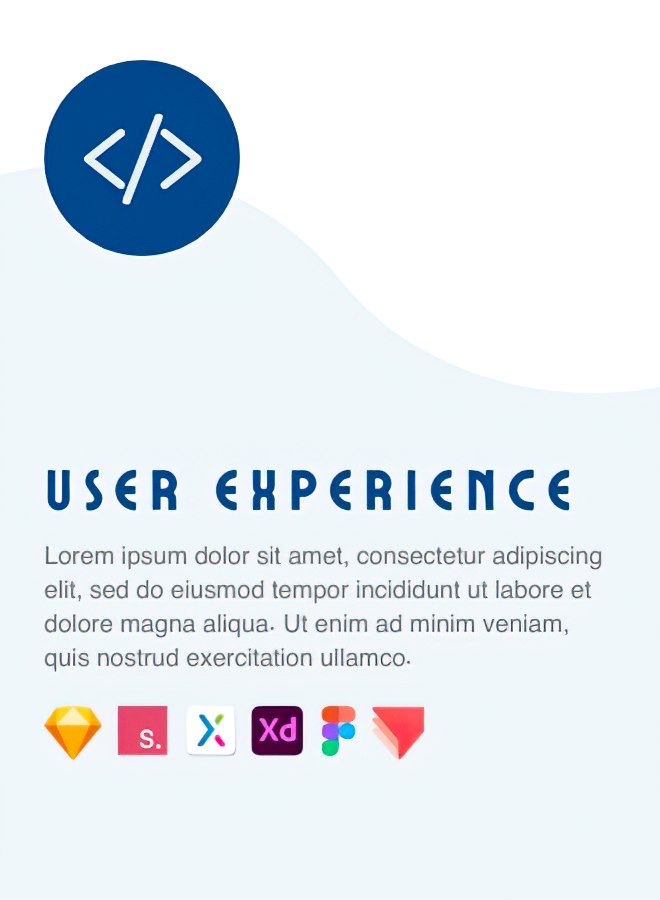 </>
USER EXPERIENCE
Lorem ipsum dolor sit amet, consectetur adipiscing
elit, sed do eiusmod tempor incididunt ut labore et
dolore magna aliqua. Ut enim ad minim veniam,
quis nostrud exercitation ullamco.
s. X Xd